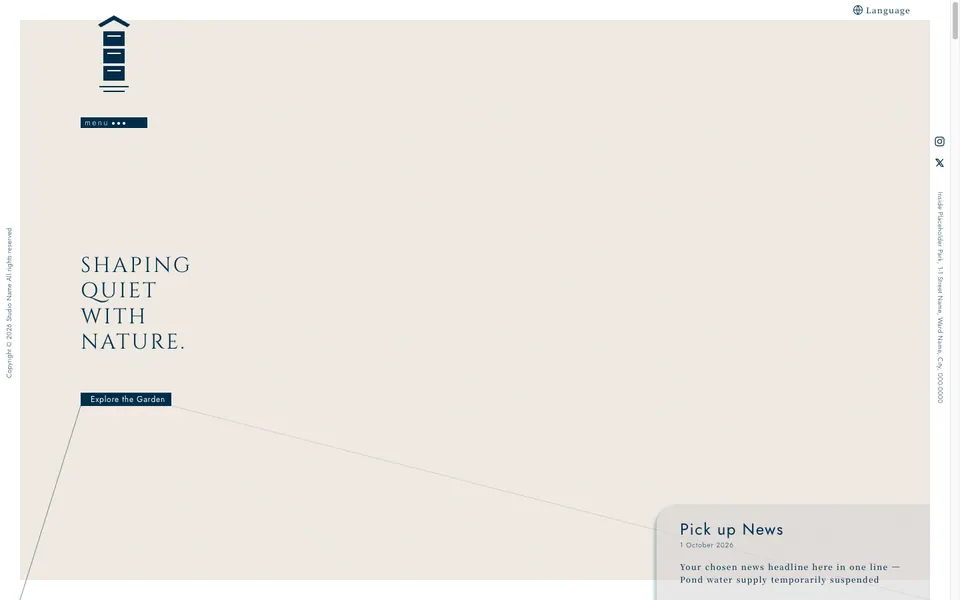 Language
menu
SHAPING
QUIET
WITH
NATURE.
Explore the Garden
Pick up News
1 October 2026
Your chosen news headline here in one line —
Pond water supply temporarily suspended
Copyright © 2026 Studio Name All rights reserved
Inside Placeholder Park, 1-1 Street Name, Ward Name, City, 000-0000